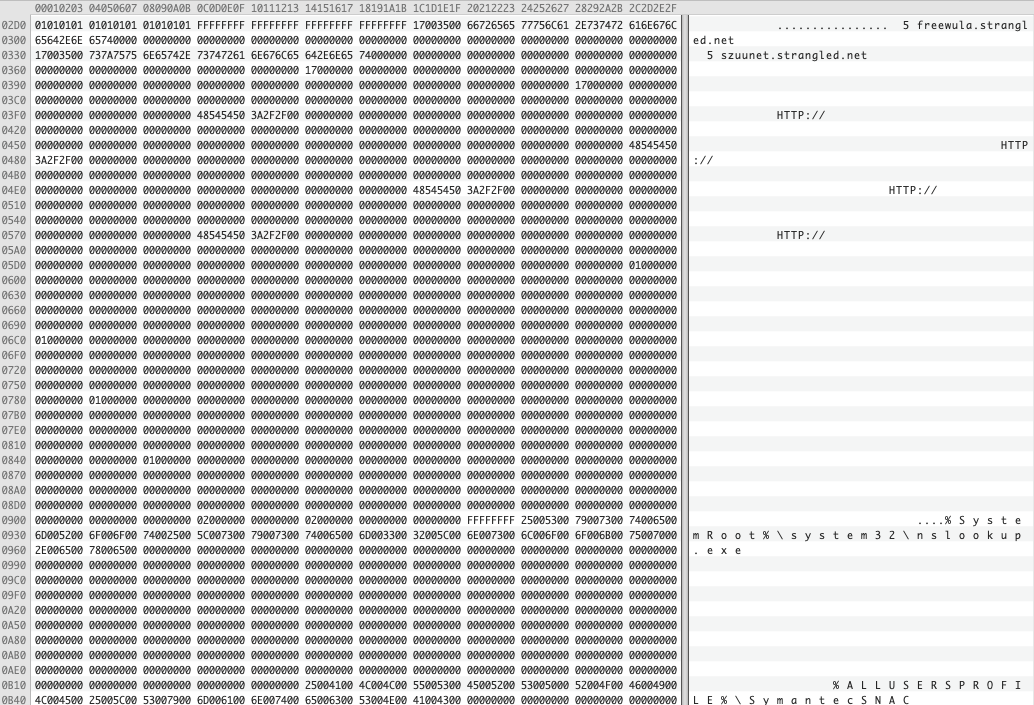 00010203 04050607 08090A0B 0C0D0E0F 10111213 14151617 18191A1B 1C1D1E1F 20212223 24252627 28292A2B 2C2D2E2F
02D0 01010101 01010101 01010101 FFFFFFFF FFFFFFFF FFFFFFFF FFFFFFFF 17003500 66726565 77756C61 2E737472 616E676C ................ 5 freewula.strangl
0300 65642E6E 65740000 00000000 00000000 00000000 00000000 00000000 00000000 00000000 00000000 00000000 00000000 ed.net
0330 17003500 737A7575 6E65742E 73747261 6E676C65 642E6E65 74000000 00000000 00000000 00000000 00000000 00000000 5 szuunet.strangled.net
0360 00000000 00000000 00000000 00000000 00000000 17000000 00000000 00000000 00000000 00000000 00000000 00000000
0390 00000000 00000000 00000000 00000000 00000000 00000000 00000000 00000000 00000000 00000000 17000000 00000000
03C0 00000000 00000000 00000000 00000000 00000000 00000000 00000000 00000000 00000000 00000000 00000000 00000000
03F0 00000000 00000000 00000000 48545450 3A2F2F00 00000000 00000000 00000000 00000000 00000000 00000000 00000000 HTTP://
0420 00000000 00000000 00000000 00000000 00000000 00000000 00000000 00000000 00000000 00000000 00000000 00000000
0450 00000000 00000000 00000000 00000000 00000000 00000000 00000000 00000000 00000000 00000000 00000000 48545450 HTTP
0480 3A2F2F00 00000000 00000000 00000000 00000000 00000000 00000000 00000000 00000000 00000000 00000000 00000000 ://
04B0 00000000 00000000 00000000 00000000 00000000 00000000 00000000 00000000 00000000 00000000 00000000 00000000
04E0 00000000 00000000 00000000 00000000 00000000 00000000 00000000 48545450 3A2F2F00 00000000 00000000 00000000 HTTP://
0510 00000000 00000000 00000000 00000000 00000000 00000000 00000000 00000000 00000000 00000000 00000000 00000000
0540 00000000 00000000 00000000 00000000 00000000 00000000 00000000 00000000 00000000 00000000 00000000 00000000
0570 00000000 00000000 00000000 48545450 3A2F2F00 00000000 00000000 00000000 00000000 00000000 00000000 00000000 HTTP://
05A0 00000000 00000000 00000000 00000000 00000000 00000000 00000000 00000000 00000000 00000000 00000000 00000000
05D0 00000000 00000000 00000000 00000000 00000000 00000000 00000000 00000000 00000000 00000000 00000000 01000000
0600 00000000 00000000 00000000 00000000 00000000 00000000 00000000 00000000 00000000 00000000 00000000 00000000
0630 00000000 00000000 00000000 00000000 00000000 00000000 00000000 00000000 00000000 00000000 00000000 00000000
0660 00000000 00000000 00000000 00000000 00000000 00000000 00000000 00000000 00000000 00000000 00000000 00000000
0690 00000000 00000000 00000000 00000000 00000000 00000000 00000000 00000000 00000000 00000000 00000000 00000000
06C0 01000000 00000000 00000000 00000000 00000000 00000000 00000000 00000000 00000000 00000000 00000000 00000000
06F0 00000000 00000000 00000000 00000000 00000000 00000000 00000000 00000000 00000000 00000000 00000000 00000000
0720 00000000 00000000 00000000 00000000 00000000 00000000 00000000 00000000 00000000 00000000 00000000 00000000
0750 00000000 00000000 00000000 00000000 00000000 00000000 00000000 00000000 00000000 00000000 00000000 00000000
0780 00000000 01000000 00000000 00000000 00000000 00000000 00000000 00000000 00000000 00000000 00000000 00000000
07B0 00000000 00000000 00000000 00000000 00000000 00000000 00000000 00000000 00000000 00000000 00000000 00000000
07E0 00000000 00000000 00000000 00000000 00000000 00000000 00000000 00000000 00000000 00000000 00000000 00000000
0810 00000000 00000000 00000000 00000000 00000000 00000000 00000000 00000000 00000000 00000000 00000000 00000000
0840 00000000 00000000 01000000 00000000 00000000 00000000 00000000 00000000 00000000 00000000 00000000 00000000
0870 00000000 00000000 00000000 00000000 00000000 00000000 00000000 00000000 00000000 00000000 00000000 00000000
08A0 00000000 00000000 00000000 00000000 00000000 00000000 00000000 00000000 00000000 00000000 00000000 00000000
08D0 00000000 00000000 00000000 00000000 00000000 00000000 00000000 00000000 00000000 00000000 00000000 00000000
0900 00000000 00000000 00000000 02000000 00000000 02000000 00000000 00000000 FFFFFFFF 25005300 79007300 74006500 ....% S y s t e
0930 6D005200 6F006F00 74002500 5C007300 79007300 74006500 6D003300 32005C00 6E007300 6C006F00 6F006B00 75007000 m R o o t % \ s y s t e m 3 2 \ n s l o o k u p
0960 2E006500 78006500 00000000 00000000 00000000 00000000 00000000 00000000 00000000 00000000 00000000 00000000 . e x e
0990 00000000 00000000 00000000 00000000 00000000 00000000 00000000 00000000 00000000 00000000 00000000 00000000
09C0 00000000 00000000 00000000 00000000 00000000 00000000 00000000 00000000 00000000 00000000 00000000 00000000
09F0 00000000 00000000 00000000 00000000 00000000 00000000 00000000 00000000 00000000 00000000 00000000 00000000
0A20 00000000 00000000 00000000 00000000 00000000 00000000 00000000 00000000 00000000 00000000 00000000 00000000
0A50 00000000 00000000 00000000 00000000 00000000 00000000 00000000 00000000 00000000 00000000 00000000 00000000
0A80 00000000 00000000 00000000 00000000 00000000 00000000 00000000 00000000 00000000 00000000 00000000 00000000
0AB0 00000000 00000000 00000000 00000000 00000000 00000000 00000000 00000000 00000000 00000000 00000000 00000000
0AE0 00000000 00000000 00000000 00000000 00000000 00000000 00000000 00000000 00000000 00000000 00000000 00000000
0B10 00000000 00000000 00000000 00000000 00000000 25004100 4C004C00 55005300 45005200 53005000 52004F00 46004900 % A L L U S E R S P R O F I
0B40 4C004500 25005C00 53007900 6D006100 6E007400 65006300 53004E00 41004300 00000000 00000000 00000000 00000000 L E % \ S y m a n t e c S N A C